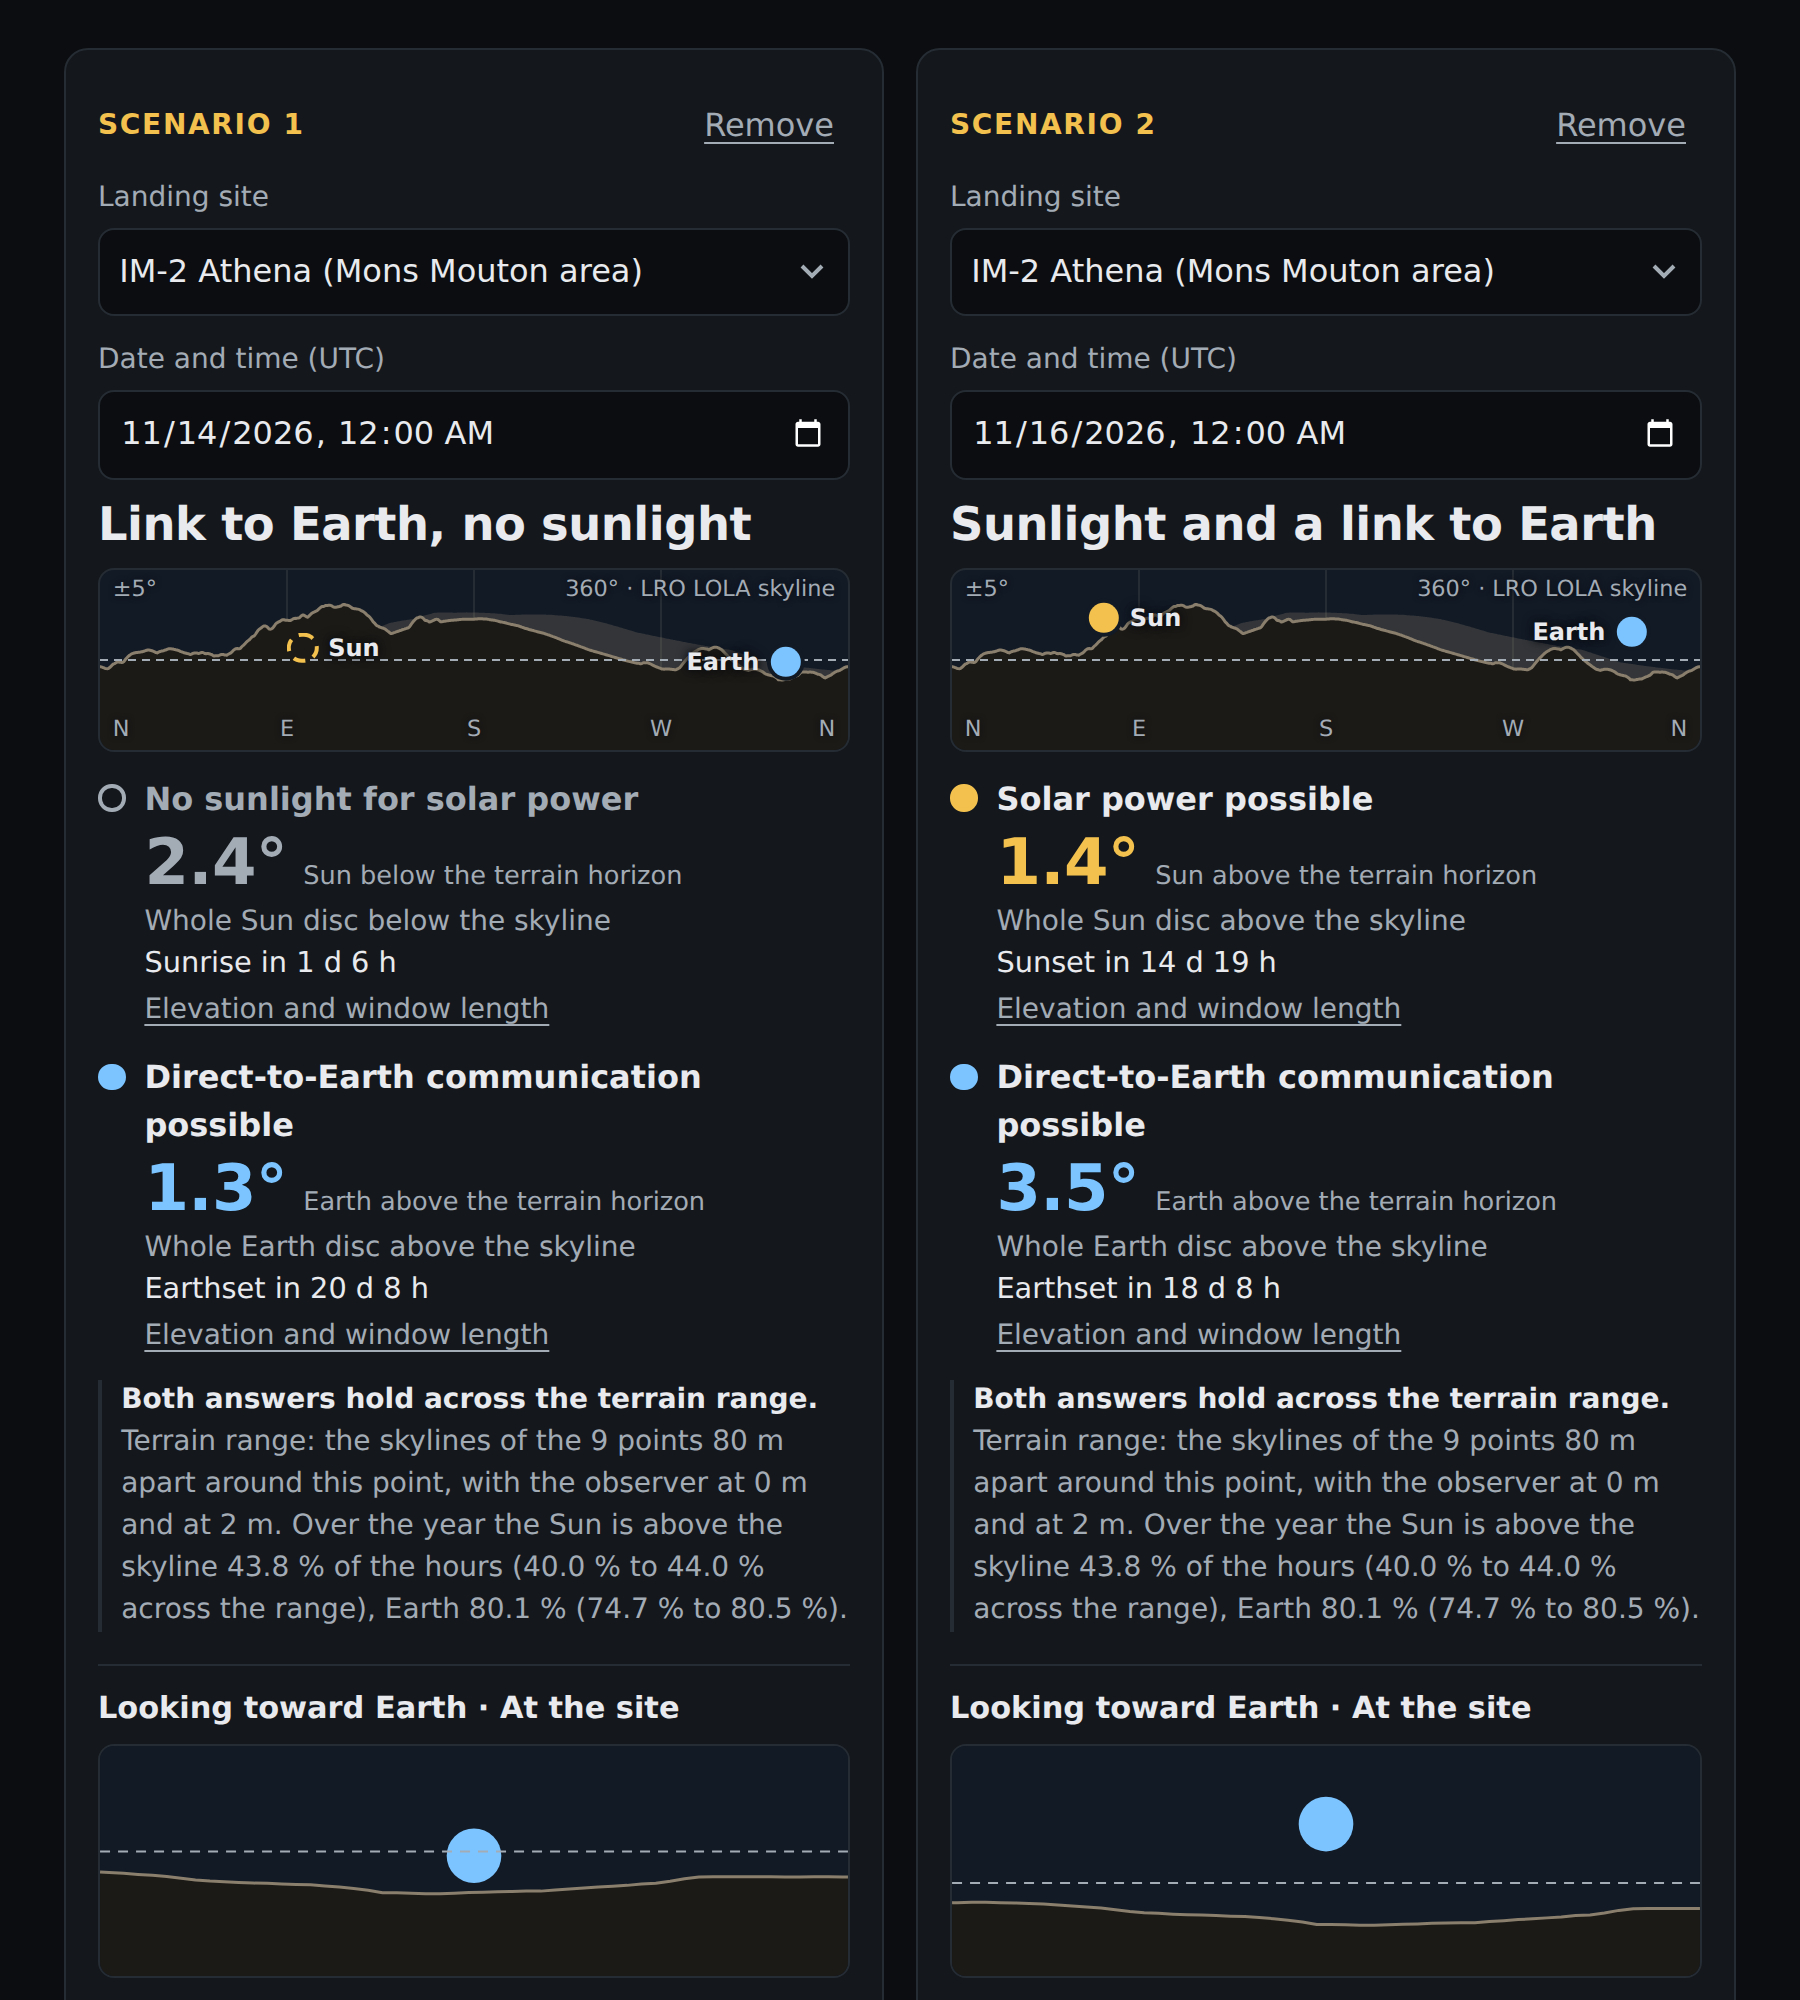 SCENARIO 1
Remove
Landing site
IM-2 Athena (Mons Mouton area)
Date and time (UTC)
11/14/2026, 12:00 AM
Link to Earth, no sunlight
±5°
360° · LRO LOLA skyline
Sun
Earth
N E S W N
No sunlight for solar power
2.4° Sun below the terrain horizon
Whole Sun disc below the skyline
Sunrise in 1 d 6 h
Elevation and window length
Direct-to-Earth communication
possible
1.3° Earth above the terrain horizon
Whole Earth disc above the skyline
Earthset in 20 d 8 h
Elevation and window length
Both answers hold across the terrain range.
Terrain range: the skylines of the 9 points 80 m
apart around this point, with the observer at 0 m
and at 2 m. Over the year the Sun is above the
skyline 43.8 % of the hours (40.0 % to 44.0 %
across the range), Earth 80.1 % (74.7 % to 80.5 %).
Looking toward Earth · At the site
SCENARIO 2
Remove
Landing site
IM-2 Athena (Mons Mouton area)
Date and time (UTC)
11/16/2026, 12:00 AM
Sunlight and a link to Earth
±5°
360° · LRO LOLA skyline
Sun
Earth
N E S W N
Solar power possible
1.4° Sun above the terrain horizon
Whole Sun disc above the skyline
Sunset in 14 d 19 h
Elevation and window length
Direct-to-Earth communication
possible
3.5° Earth above the terrain horizon
Whole Earth disc above the skyline
Earthset in 18 d 8 h
Elevation and window length
Both answers hold across the terrain range.
Terrain range: the skylines of the 9 points 80 m
apart around this point, with the observer at 0 m
and at 2 m. Over the year the Sun is above the
skyline 43.8 % of the hours (40.0 % to 44.0 %
across the range), Earth 80.1 % (74.7 % to 80.5 %).
Looking toward Earth · At the site